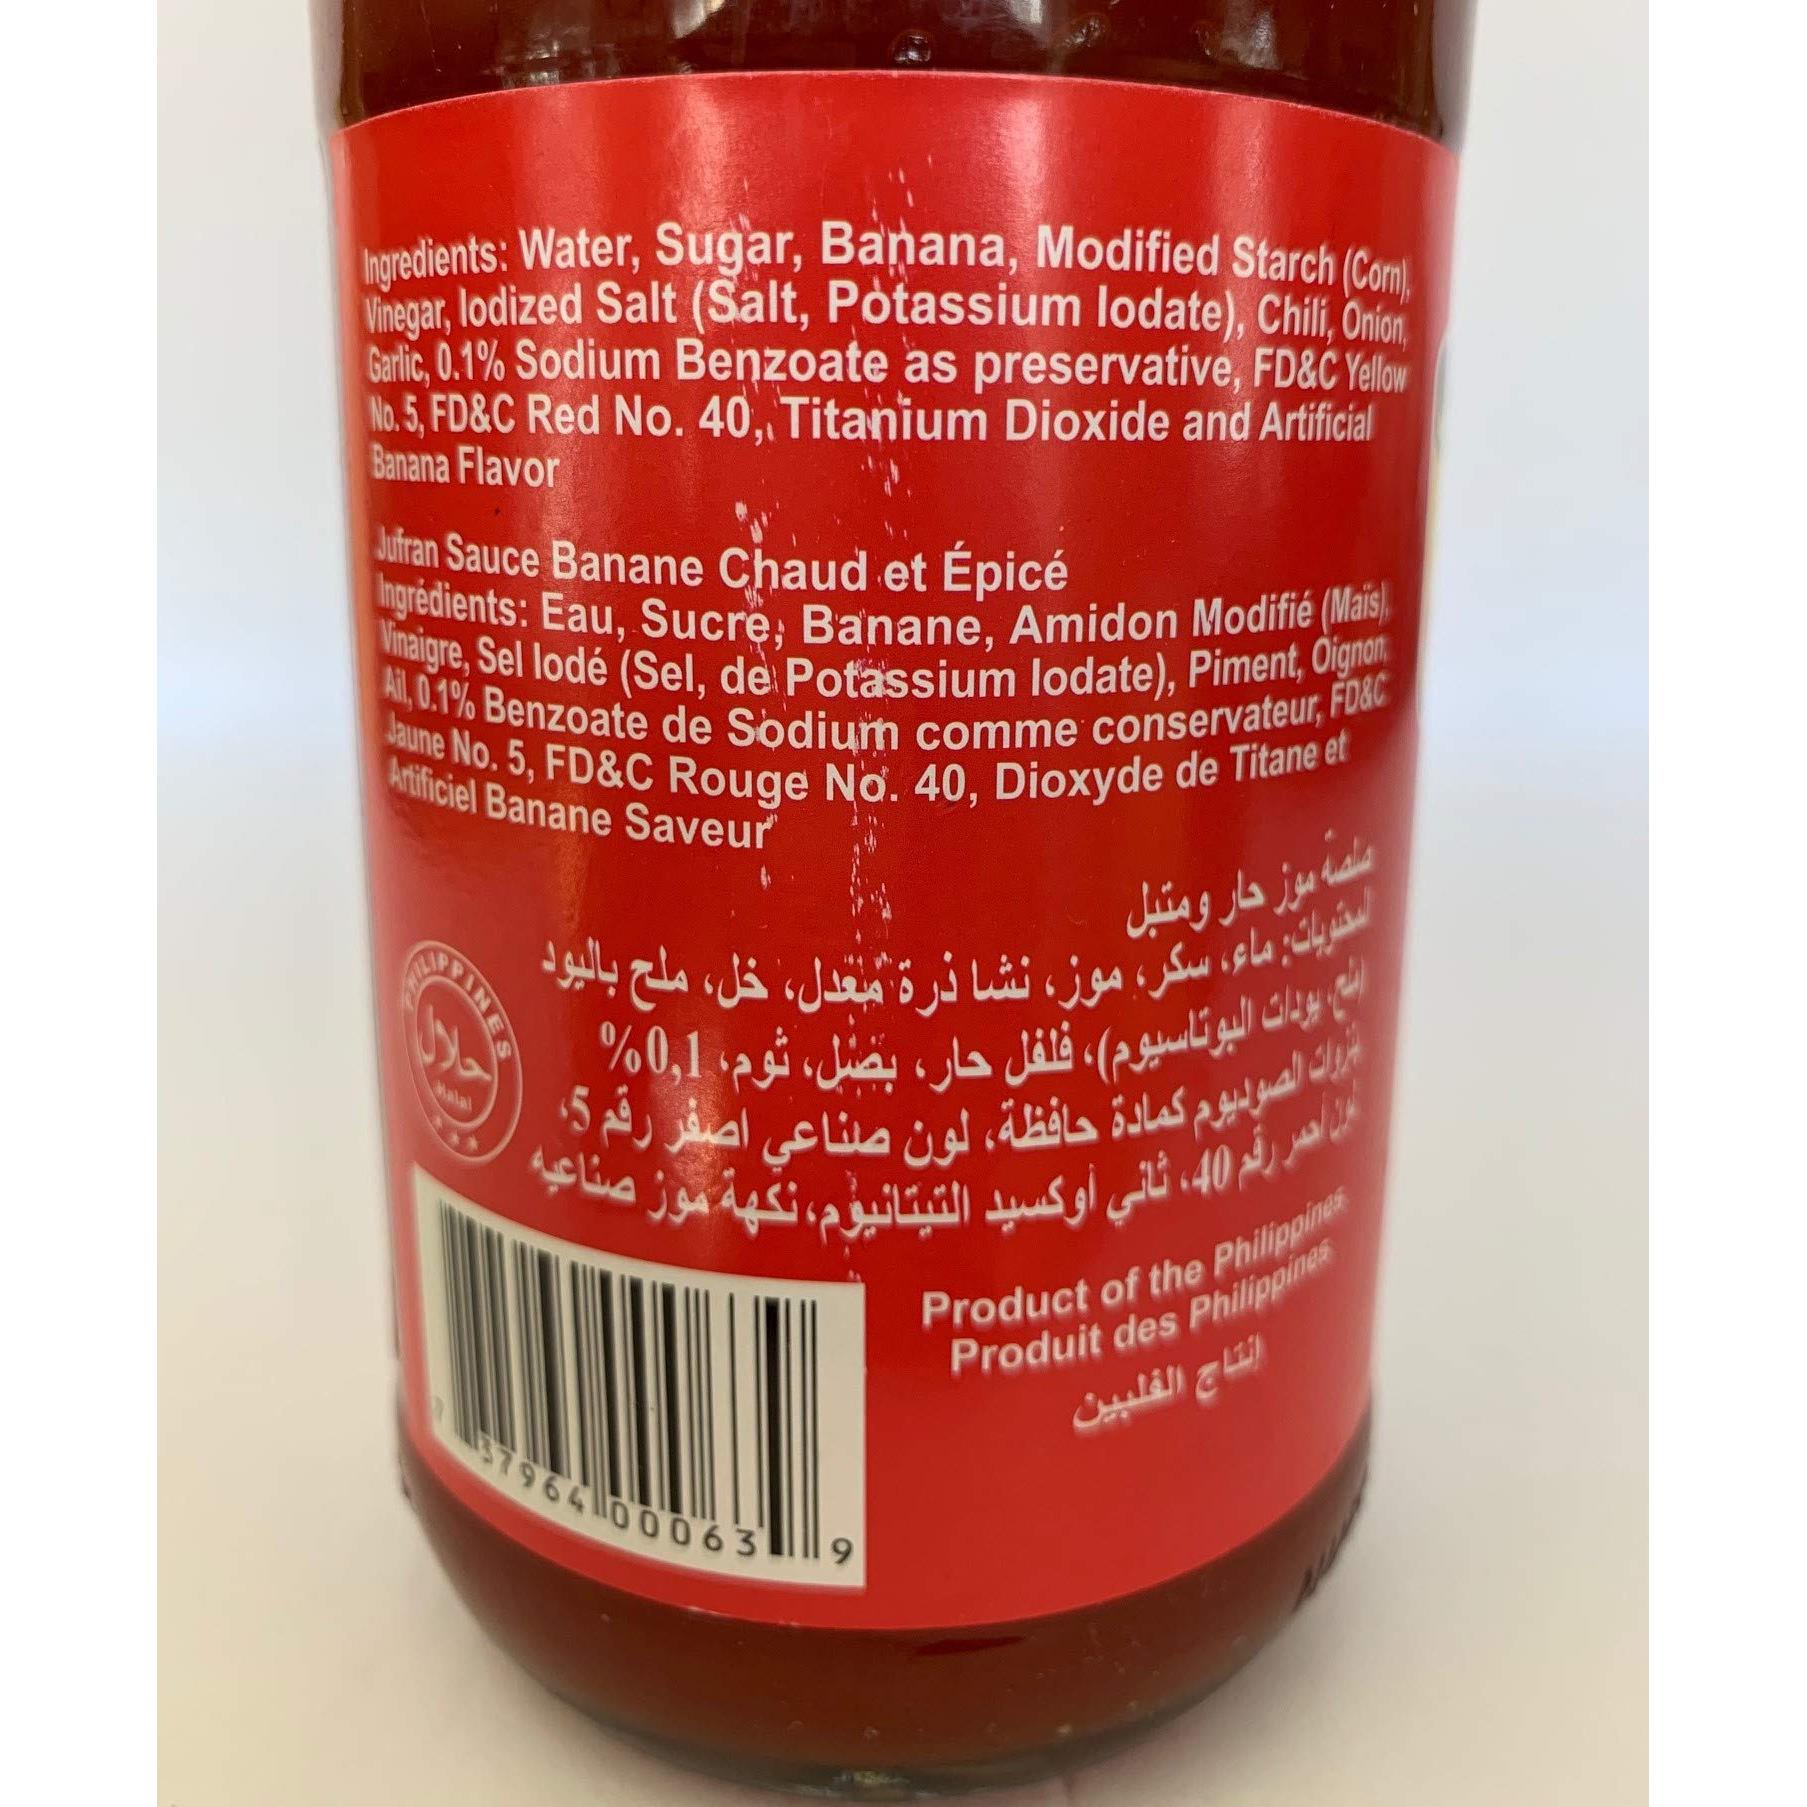 Ingredients: Water, Sugar, Banana, Modified Starch (Corn),
Vinegar, Iodized Salt (Salt, Potassium Iodate), Chili, Onion,
Garlic, 0.1% Sodium Benzoate as preservative, FD&C Yellow
No. 5, FD&C Red No. 40, Titanium Dioxide and Artificial
Banana Flavor
Jufran Sauce Banane Chaud et Épicé
Ingrédients: Eau, Sucre, Banane, Amidon Modifié (Maïs),
Vinaigre, Sel Iodé (Sel, de Potassium Iodate), Piment, Oignon,
Ail, 0.1% Benzoate de Sodium comme conservateur, FD&C
Jaune No. 5, FD&C Rouge No. 40, Dioxyde de Titane et
Artificiel Banane Saveur
صلصة موز حار ومتبل
المحتويات: ماء، سكر، موز، نشا ذرة معدل، خل، ملح باليود
(ملح، يودات البوتاسيوم)، فلفل حار، بصل، ثوم، 0,1%
بنزوات الصوديوم كمادة حافظة، لون صناعي اصفر رقم 5،
لون احمر رقم 40، ثاني أوكسيد التيتانيوم، نكهة موز صناعيه
PHILIPPINES
حلال
Halal
Product of the Philippines
Produit des Philippines
انتاج الفلبين
37964 00063 9